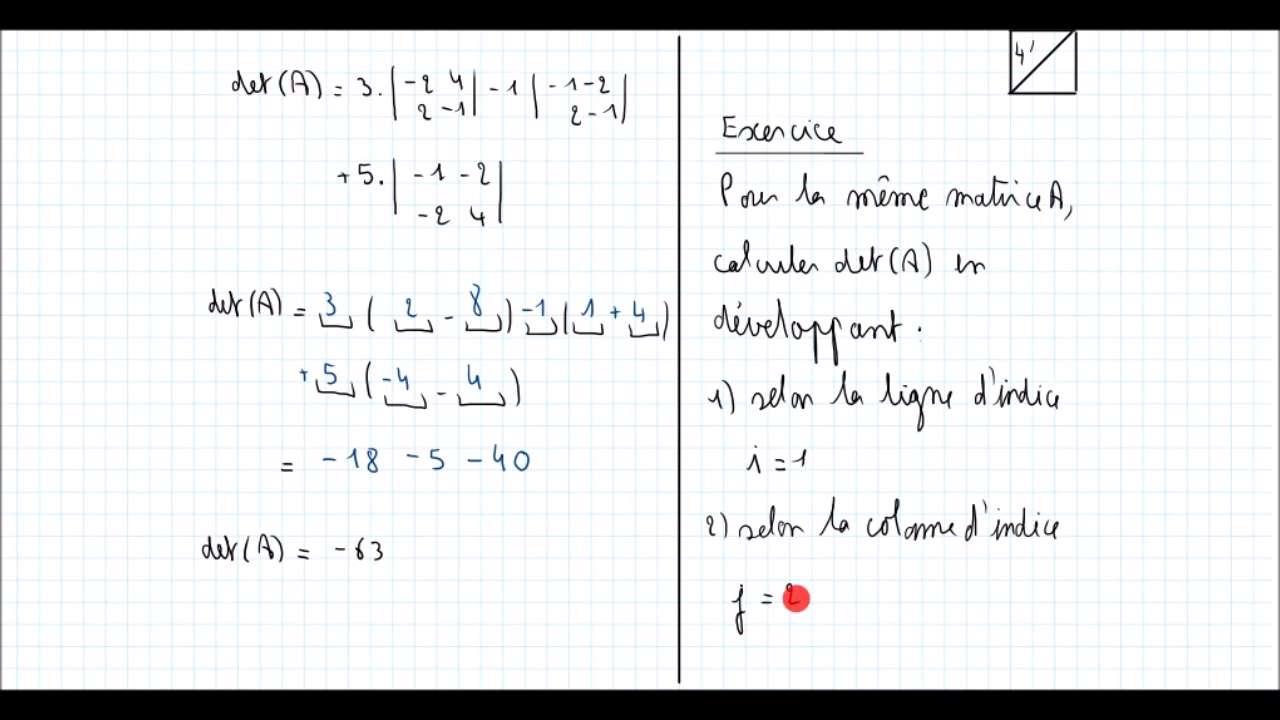 det(A) = 3. | -2 4 | - 1 | -1 -2 |
2 -1 2 -1
+ 5. | -1 -2 |
-2 4
det(A) = 3 ( 2 - 8 ) -1 ( 1 + 4 )
+ 5 ( -4 - 4 )
= -18 -5 -40
det(A) = -63
4'
Exercice
Pour la même matrice A,
calculer det(A) en
développant :
1) selon la ligne d'indice
i = 1
2) selon la colonne d'indice
j = 2